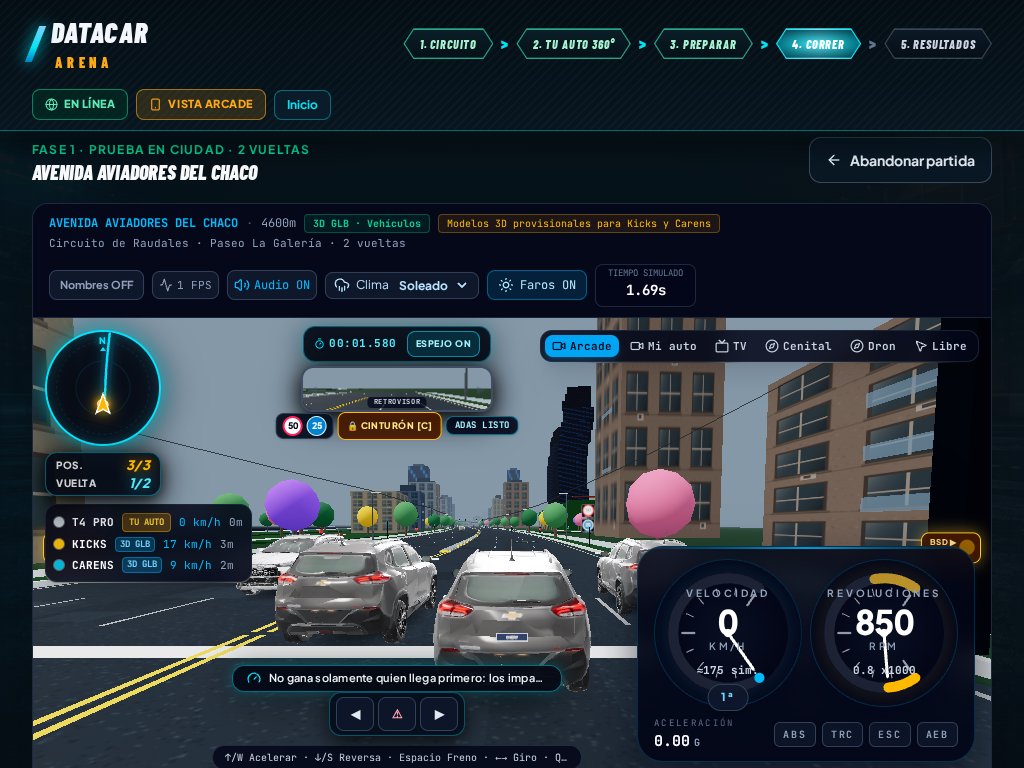 DATACAR
ARENA
1. CIRCUITO > 2. TU AUTO 360° > 3. PREPARAR > 4. CORRER > 5. RESULTADOS
EN LÍNEA
VISTA ARCADE
Inicio
FASE 1 · PRUEBA EN CIUDAD · 2 VUELTAS
AVENIDA AVIADORES DEL CHACO
← Abandonar partida
AVENIDA AVIADORES DEL CHACO · 4600m
3D GLB · Vehículos
Modelos 3D provisionales para Kicks y Carens
Circuito de Raudales · Paseo La Galería · 2 vueltas
Nombres OFF
1 FPS
Audio ON
Clima Soleado
Faros ON
TIEMPO SIMULADO
1.69s
N
00:01.580
ESPEJO ON
RETROVISOR
50
25
CINTURÓN [C]
ADAS LISTO
Arcade
Mi auto
TV
Cenital
Dron
Libre
POS. 3/3
VUELTA 1/2
T4 PRO TU AUTO 0 km/h 0m
KICKS 3D GLB 17 km/h 3m
CARENS 3D GLB 9 km/h 2m
BSD ▶
VELOCIDAD
0
KM/H
≈175 sim.
1ª
REVOLUCIONES
850
RPM
0.8 x1000
No gana solamente quien llega primero: los impa…
◀ ⚠ ▶
ACELERACIÓN
0.00 G
ABS
TRC
ESC
AEB
↑/W Acelerar · ↓/S Reversa · Espacio Freno · ←→ Giro · Q…